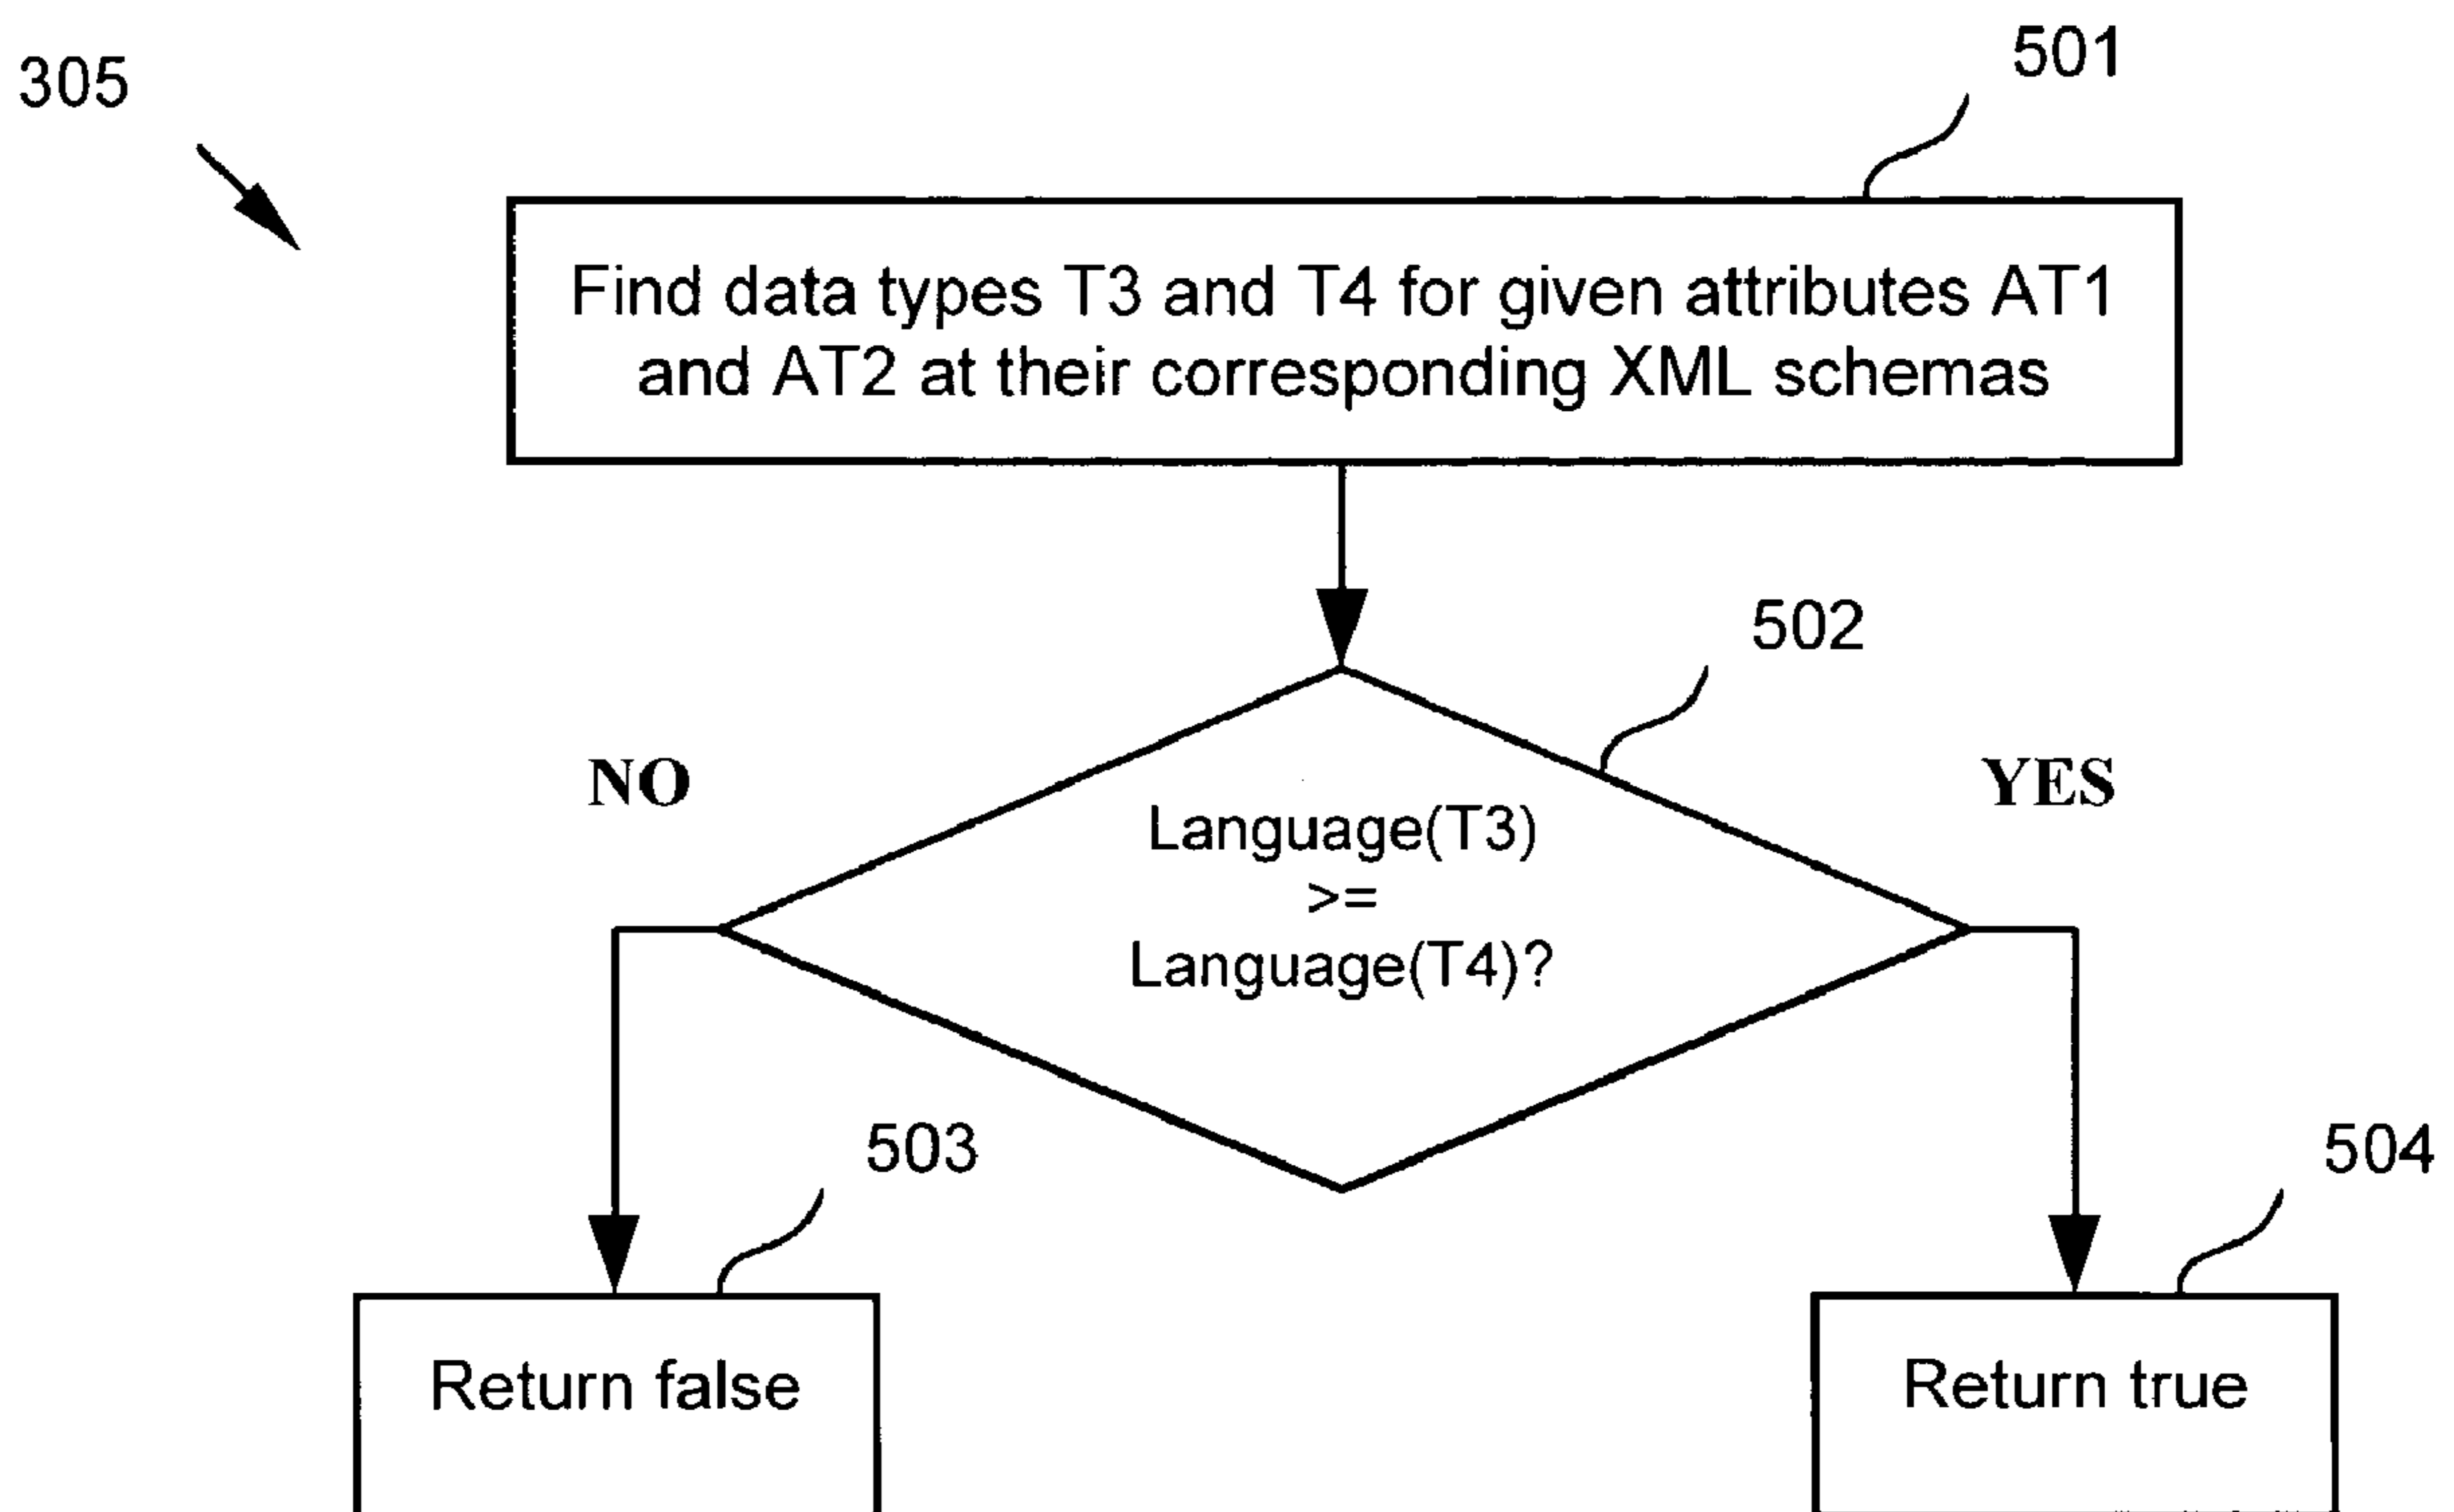 305
501
Find data types T3 and T4 for given attributes AT1
and AT2 at their corresponding XML schemas
502
NO
YES
Language(T3)
>=
Language(T4)?
503
504
Return false
Return true